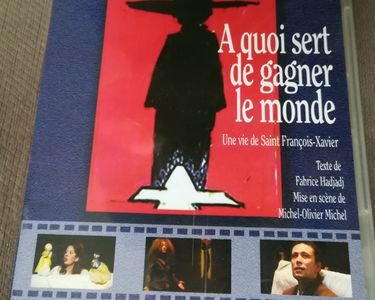 A quoi sert
de gagner
le monde
Une vie de Saint François-Xavier
Texte de
Fabrice Hadjadj
Mise en scène de
Michel-Olivier Michel